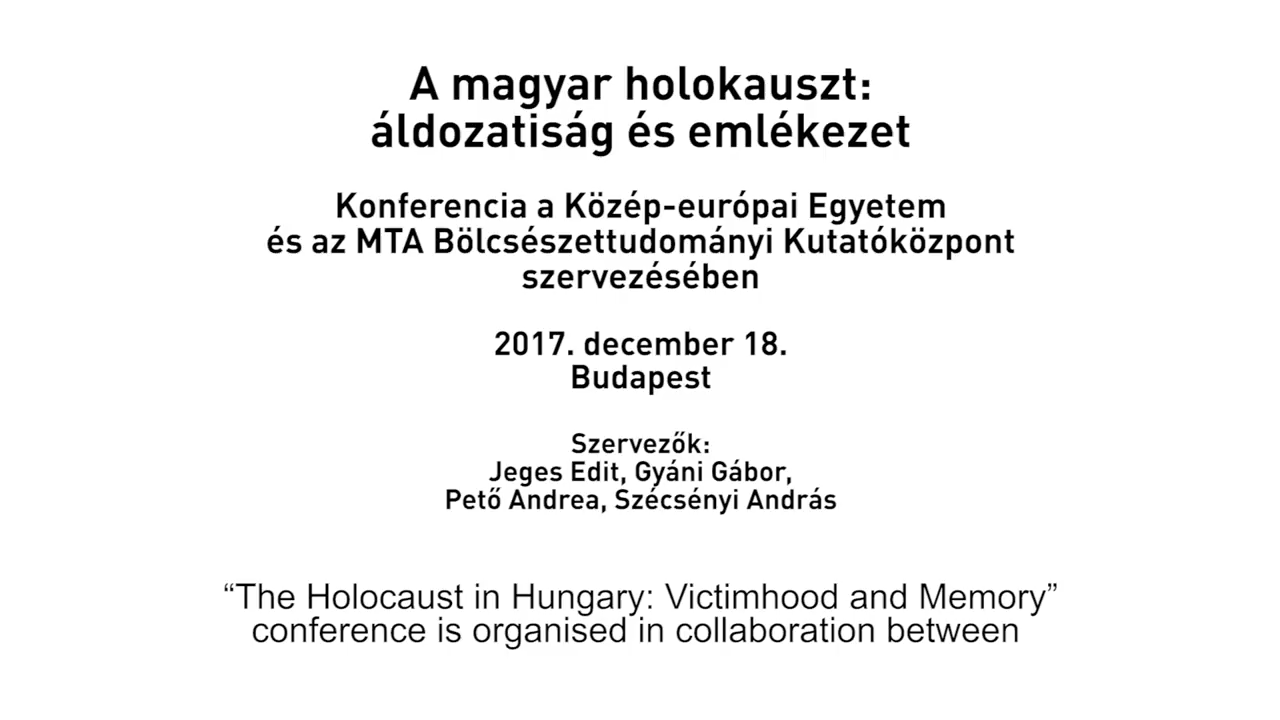 A magyar holokauszt:
áldozatiság és emlékezet
Konferencia a Közép-európai Egyetem
és az MTA Bölcsészettudományi Kutatóközpont
szervezésében
2017. december 18.
Budapest
Szervezők:
Jeges Edit, Gyáni Gábor,
Pető Andrea, Szécsényi András
“The Holocaust in Hungary: Victimhood and Memory”
conference is organised in collaboration between